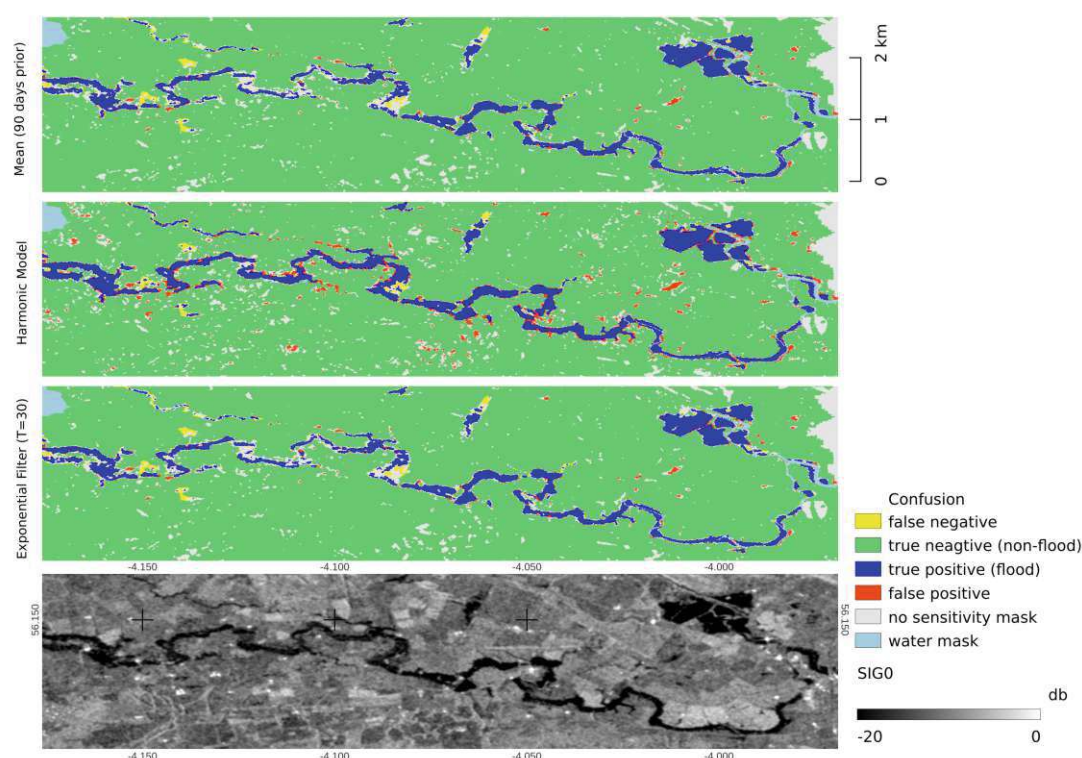 Mean (90 days prior)
2 km
1
0
Harmonic Model
Exponential Filter (T=30)
-4.150
-4.100
-4.050
-4.000
56.150
56.150
-4.150
-4.100
-4.050
-4.000
Confusion
false negative
true neagtive (non-flood)
true positive (flood)
false positive
no sensitivity mask
water mask
SIG0
db
-20
0